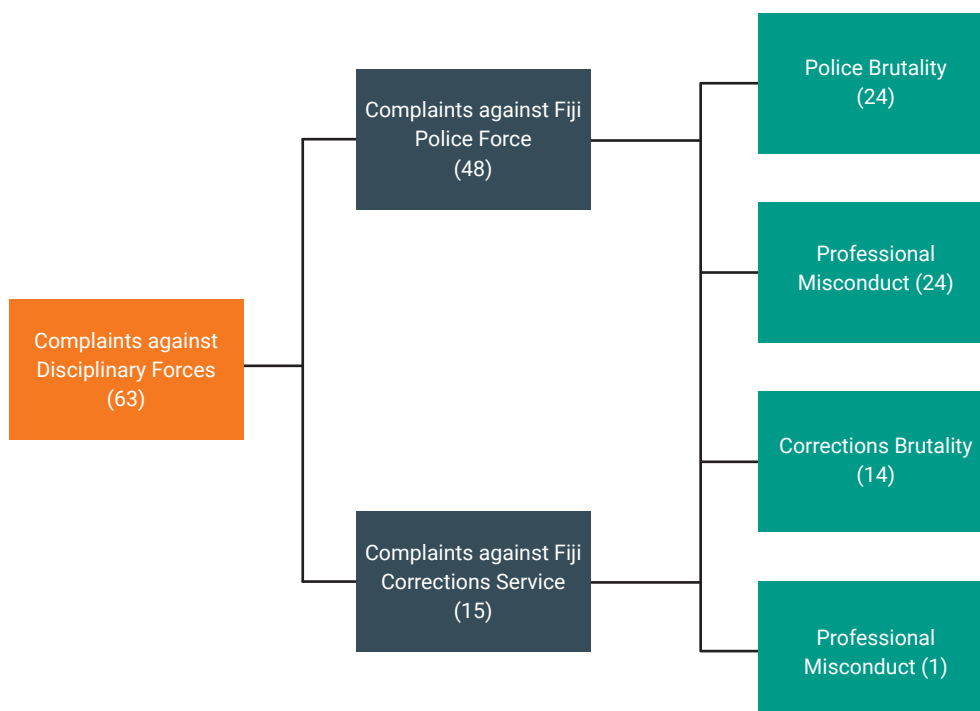 Complaints against
Disciplinary Forces
(63)
Complaints against Fiji
Police Force
(48)
Complaints against Fiji
Corrections Service
(15)
Police Brutality
(24)
Professional
Misconduct (24)
Corrections Brutality
(14)
Professional
Misconduct (1)